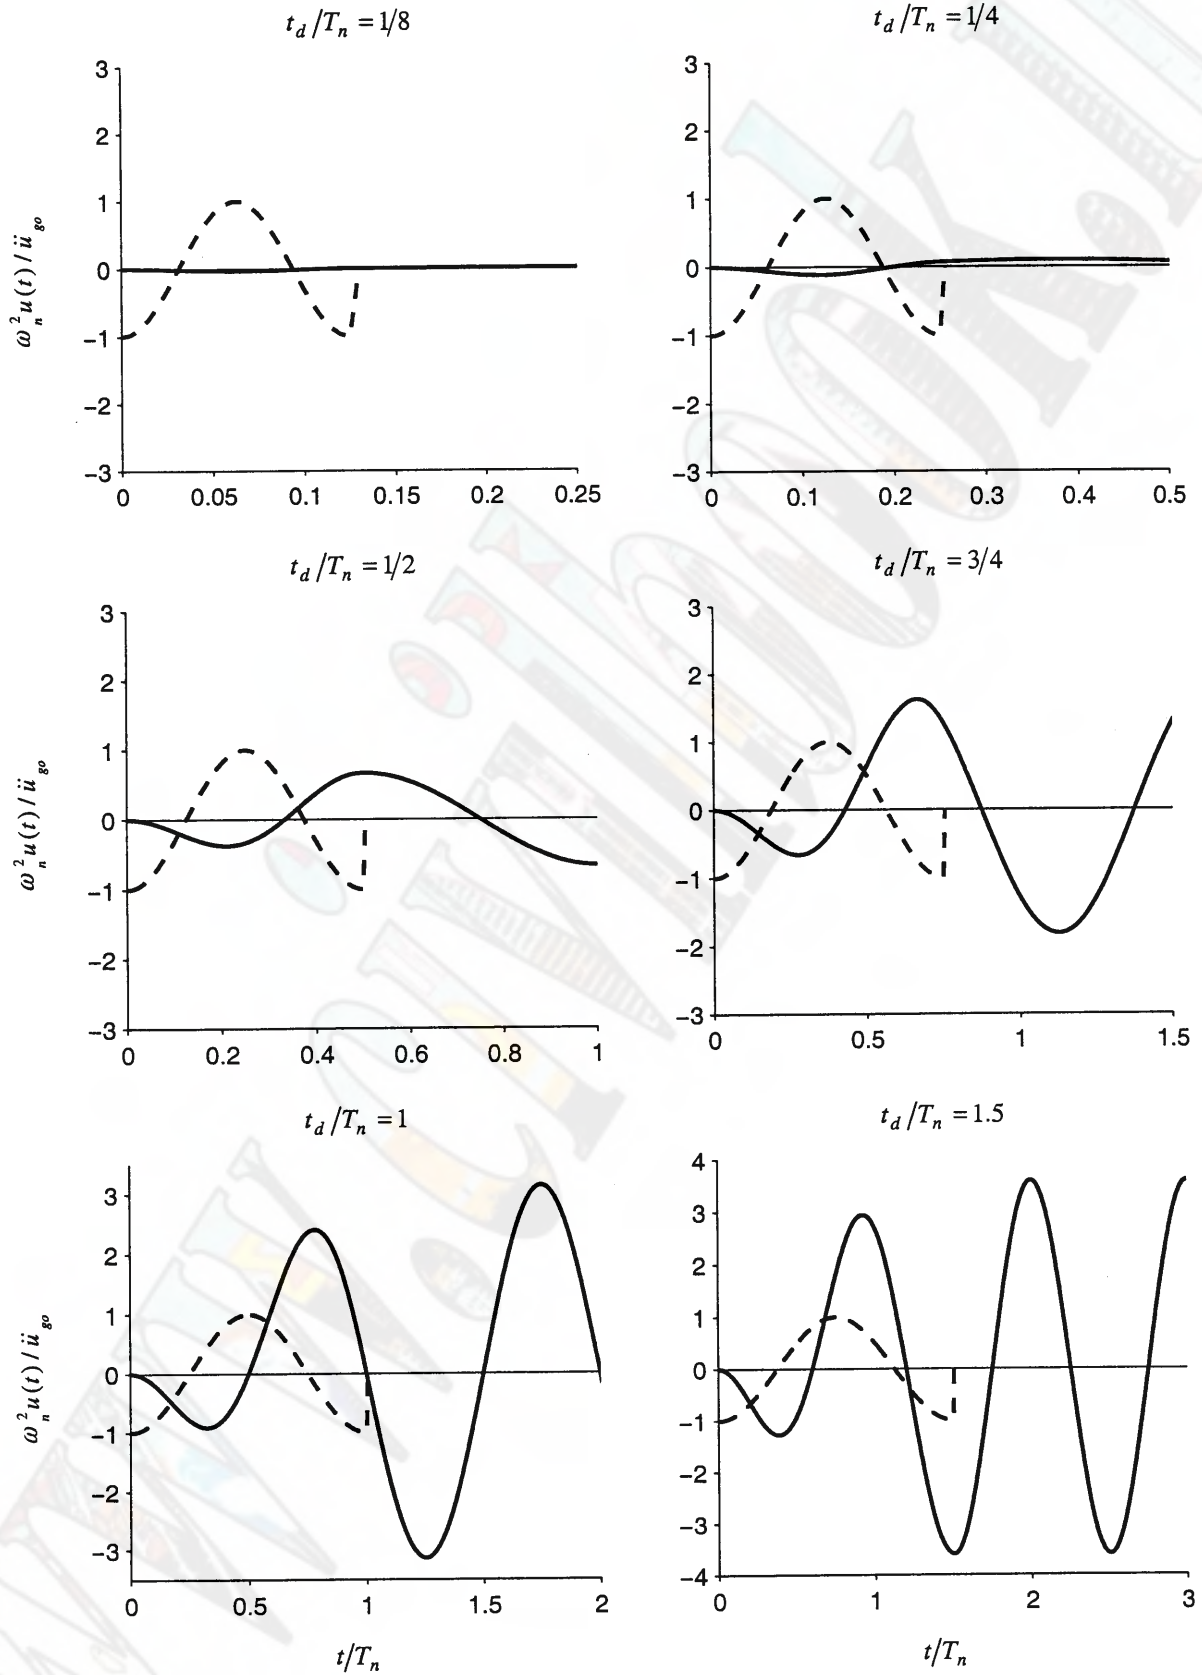 t_d/T_n = 1/8
3
2
1
0
−1
−2
−3
0 0.05 0.1 0.15 0.2 0.25
ω_n^2 u(t) / ü_go
t_d/T_n = 1/4
3
2
1
0
−1
−2
−3
0 0.1 0.2 0.3 0.4 0.5
t_d/T_n = 1/2
3
2
1
0
−1
−2
−3
0 0.2 0.4 0.6 0.8 1
ω_n^2 u(t) / ü_go
t_d/T_n = 3/4
3
2
1
0
−1
−2
−3
0 0.5 1 1.5
t_d/T_n = 1
3
2
1
0
−1
−2
−3
0 0.5 1 1.5 2
ω_n^2 u(t) / ü_go
t/T_n
t_d/T_n = 1.5
4
3
2
1
0
−1
−2
−3
−4
0 1 2 3
t/T_n